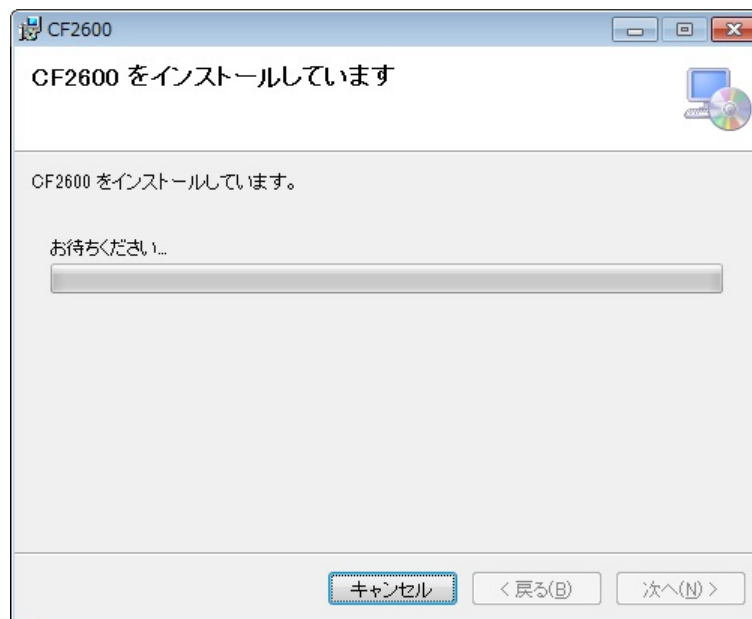 CF2600
CF2600 をインストールしています
CF2600 をインストールしています。
お待ちください...
キャンセル
< 戻る(B)
次へ(N) >